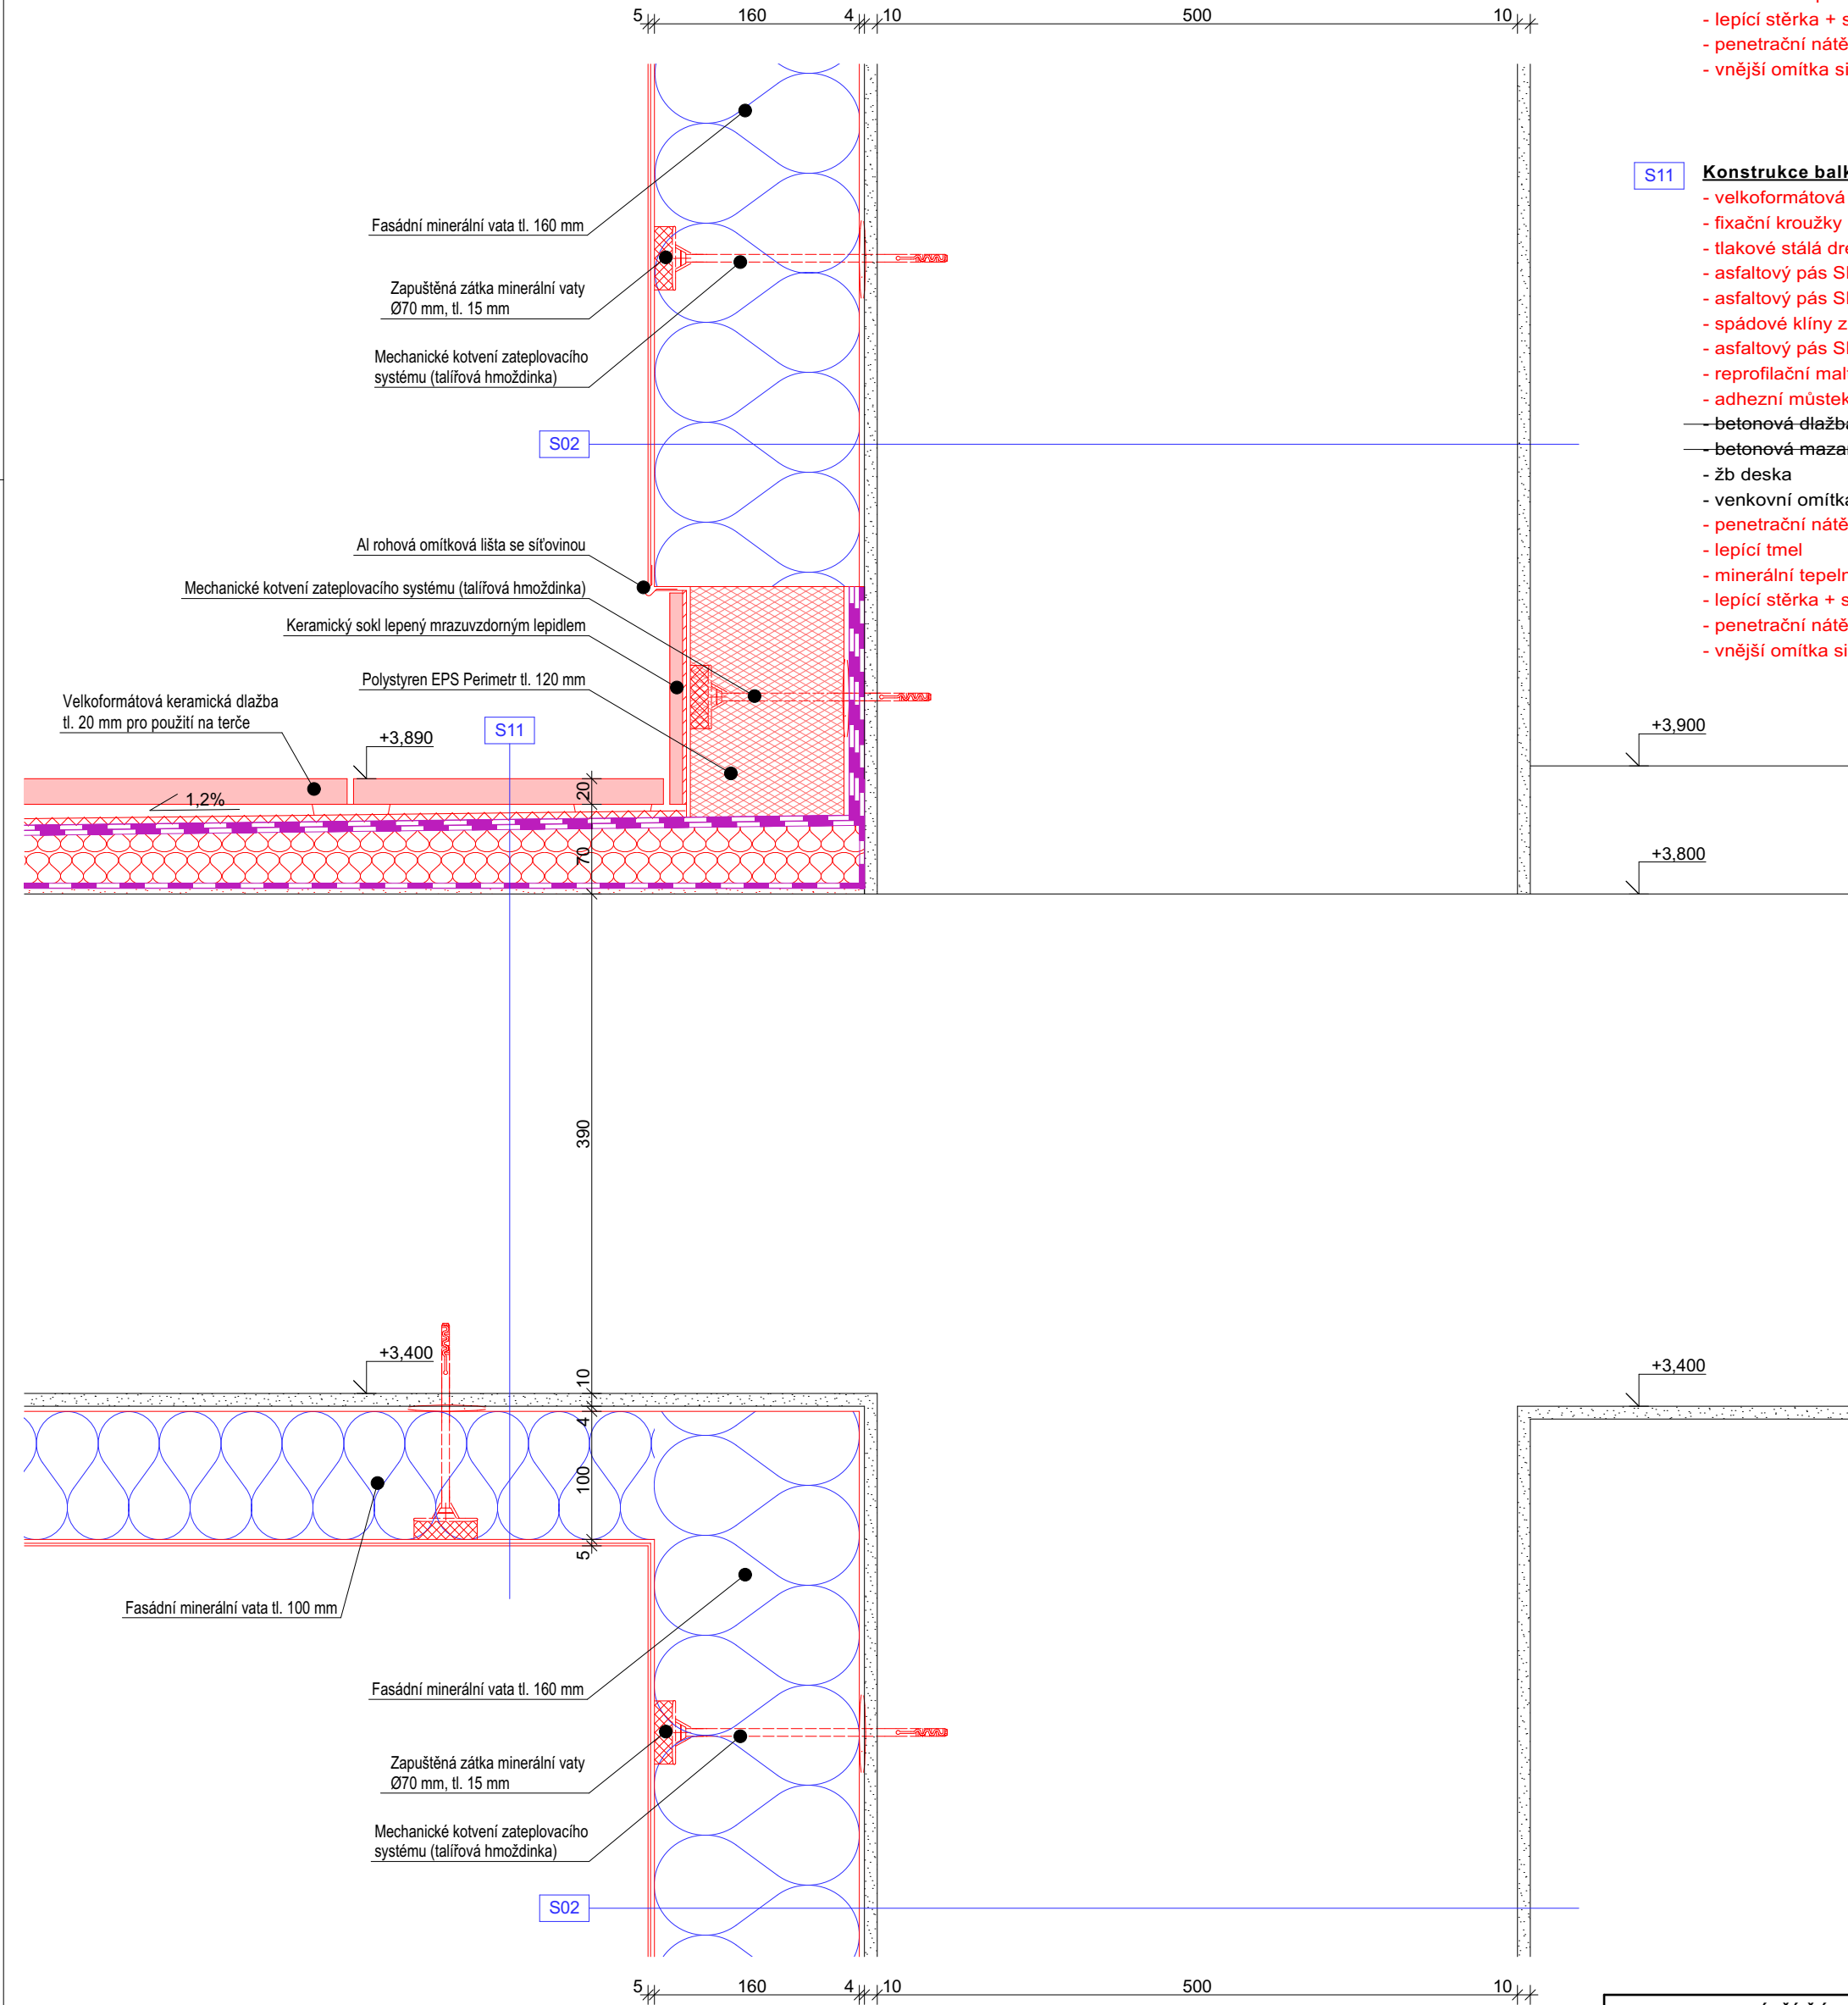 5 160 4 10 500 10
- lepící stěrka + s
- penetrační nátě
- vnější omítka si
Fasádní minerální vata tl. 160 mm
Zapuštěná zátka minerální vaty
Ø70 mm, tl. 15 mm
Mechanické kotvení zateplovacího
systému (talířová hmoždinka)
S02
Al rohová omítková lišta se síťovinou
Mechanické kotvení zateplovacího systému (talířová hmoždinka)
Keramický sokl lepený mrazuvzdorným lepidlem
Polystyren EPS Perimetr tl. 120 mm
Velkoformátová keramická dlažba
tl. 20 mm pro použití na terče
S11
+3,890
1,2%
20
70
390
+3,400
10
4
100
5
Fasádní minerální vata tl. 100 mm
Fasádní minerální vata tl. 160 mm
Zapuštěná zátka minerální vaty
Ø70 mm, tl. 15 mm
Mechanické kotvení zateplovacího
systému (talířová hmoždinka)
S02
5 160 4 10 500 10
S11 Konstrukce balk
- velkoformátová
- fixační kroužky
- tlakové stálá dre
- asfaltový pás S
- asfaltový pás S
- spádové klíny z
- asfaltový pás S
- reprofilační mal
- adhezní můstek
- betonová dlažba
- betonová maza
- žb deska
- venkovní omítka
- penetrační nátě
- lepící tmel
- minerální tepeln
- lepící stěrka + s
- penetrační nátě
- vnější omítka si
+3,900
+3,800
+3,400